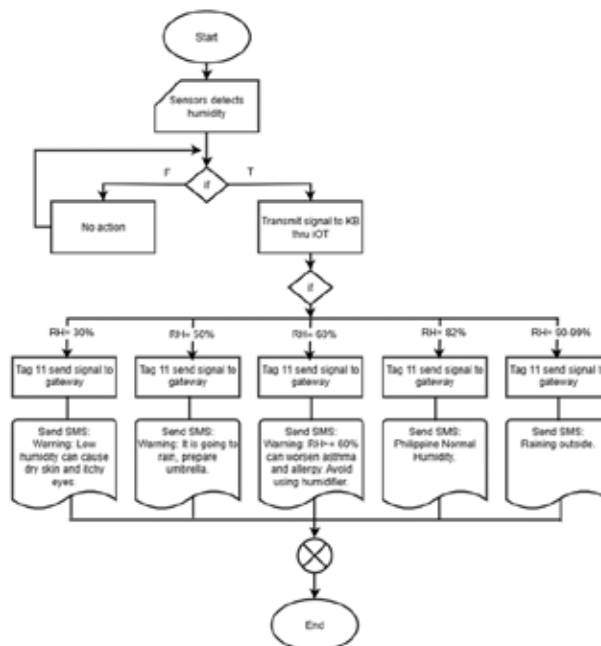 Start
Sensors detects
humidity
F
if
T
No action
Transmit signal to KB
thru iOT
if
RH= 30%
RH= 50%
RH= 60%
RH= 82%
RH= 90-99%
Tag 11 send signal to
gateway
Tag 11 send signal to
gateway
Tag 11 send signal to
gateway
Tag 11 send signal to
gateway
Tag 11 send signal to
gateway
Send SMS:
Warning: Low
humidity can cause
dry skin and itchy
eyes.
Send SMS:
Warning: It is going to
rain, prepare
umbrella.
Send SMS:
Warning: RH>= 60%
can worsen asthma
and allergy. Avoid
using humidifier.
Send SMS:
Philippine Normal
Humidity.
Send SMS:
Raining outside.
End